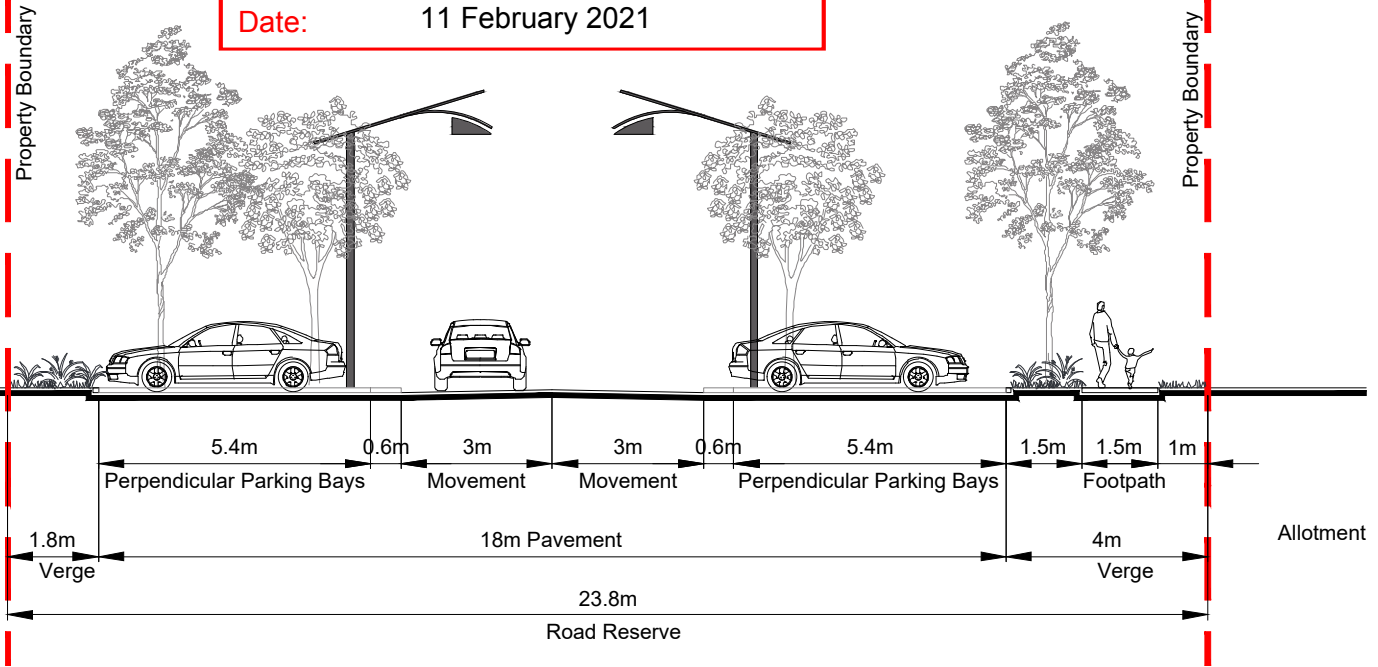 Date: 11 February 2021
Property Boundary
Property Boundary
5.4m 0.6m 3m 3m 0.6m 5.4m 1.5m 1.5m 1m
Perpendicular Parking Bays Movement Movement Perpendicular Parking Bays Footpath
1.8m 18m Pavement 4m Allotment
Verge Verge
23.8m
Road Reserve